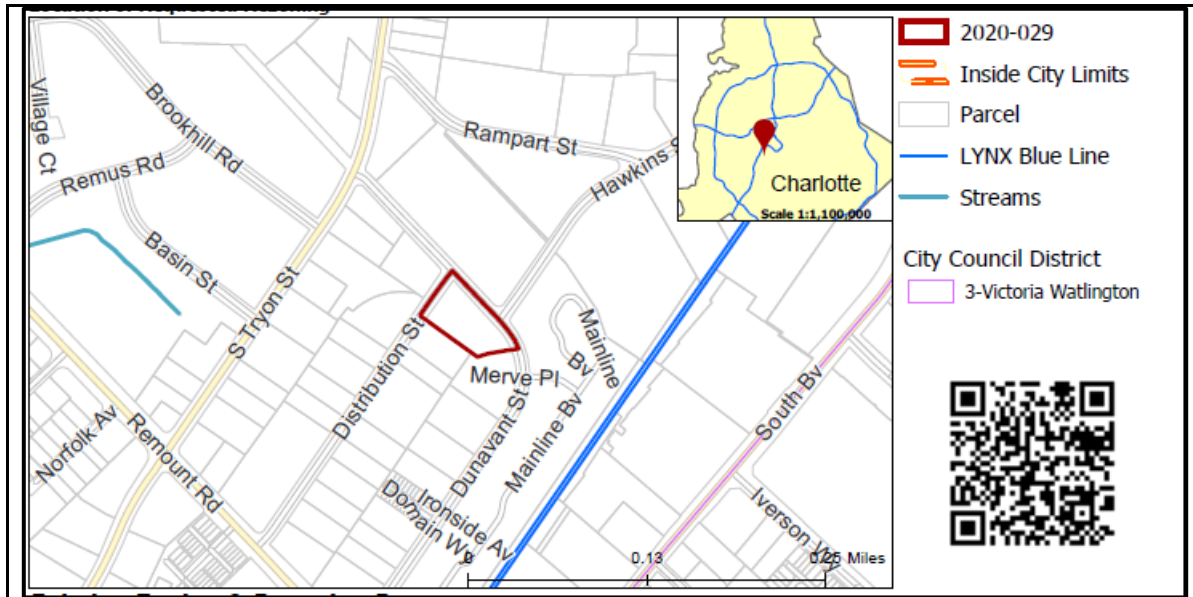 Village Ct
Brookhill Rd
Remus Rd
Basin St
S Tryon St
Rampart St
Hawkins S
Distribution St
Merve Pl
Mainline
Bv
Mainline Bv
Dunavant St
Ironside Av
Domain Wy
Norfolk Av
Remount Rd
South Bv
Iverson Wy
0
0.13
0.25 Miles
Charlotte
Scale 1:1,100,000
2020-029
Inside City Limits
Parcel
LYNX Blue Line
Streams
City Council District
3-Victoria Watlington